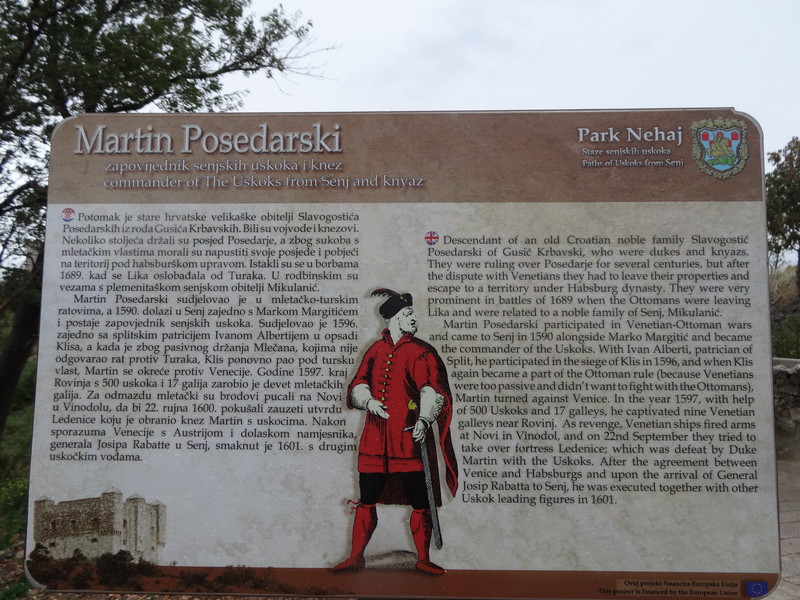 Martin Posedarski
zapovijednik senjskih uskoka i knez
commander of The Uskoks from Senj and knyaz
Park Nehaj
Staze senjskih uskoka
Paths of Uskoks from Senj
Potomak je stare hrvatske velikaške obitelji Slavogostića
Posedarskih iz roda Gusića Krbavskih. Bili su vojvode i knezovi.
Nekoliko stoljeća držali su posjed Posedarje, a zbog sukoba s
mletačkim vlastima morali su napustiti svoje posjede i pobjeći
na teritorij pod habsburškom upravom. Istakli su se u borbama
1689. kad se Lika oslobađala od Turaka. U rodbinskim su
vezama s plemenitaškom senjskom obitelji Mikulanić.
Martin Posedarski sudjelovao je u mletačko-turskim
ratovima, a 1590. dolazi u Senj zajedno s Markom Margitićem
i postaje zapovjednik senjskih uskoka. Sudjelovao je 1596.
zajedno sa splitskim patricijem Ivanom Albertijem u opsadi
Klisa, a kada je zbog pasivnog držanja Mlečana, kojima nije
odgovarao rat protiv Turaka, Klis ponovno pao pod tursku
vlast, Martin se okreće protiv Venecije. Godine 1597. kraj
Rovinja s 500 uskoka i 17 galija zarobio je devet mletačkih
galija. Za odmazdu mletački su brodovi pucali na Novi
u Vinodolu, da bi 22. rujna 1600. pokušali zauzeti utvrdu
Ledenice koju je obranio knez Martin s uskocima. Nakon
sporazuma Venecije s Austrijom i dolaskom namjesnika,
generala Josipa Rabatte u Senj, smaknut je 1601. s drugim
uskočkim vođama.
Descendant of an old Croatian noble family Slavogostić
Posedarski of Gusić Krbavski, who were dukes and knyazs.
They were ruling over Posedarje for several centuries, but after
the dispute with Venetians they had to leave their properties and
escape to a territory under Habsburg dynasty. They were very
prominent in battles of 1689 when the Ottomans were leaving
Lika and were related to a noble family of Senj, Mikulanić.
Martin Posedarski participated in Venetian-Ottoman wars
and came to Senj in 1590 alongside Marko Margitić and became
the commander of the Uskoks. With Ivan Alberti, patrician of
Split, he participated in the siege of Klis in 1596, and when Klis
again became a part of the Ottoman rule (because Venetians
were too passive and didn't want to fight with the Ottomans),
Martin turned against Venice. In the year 1597, with help
of 500 Uskoks and 17 galleys, he captivated nine Venetian
galleys near Rovinj. As revenge, Venetian ships fired arms
at Novi in Vinodol, and on 22nd September they tried to
take over fortress Ledenice; which was defeat by Duke
Martin with the Uskoks. After the agreement between
Venice and Habsburgs and upon the arrival of General
Josip Rabatta to Senj, he was executed together with other
Uskok leading figures in 1601.
Ovaj projekt financira Europska Unija
This project is financed by the European Union